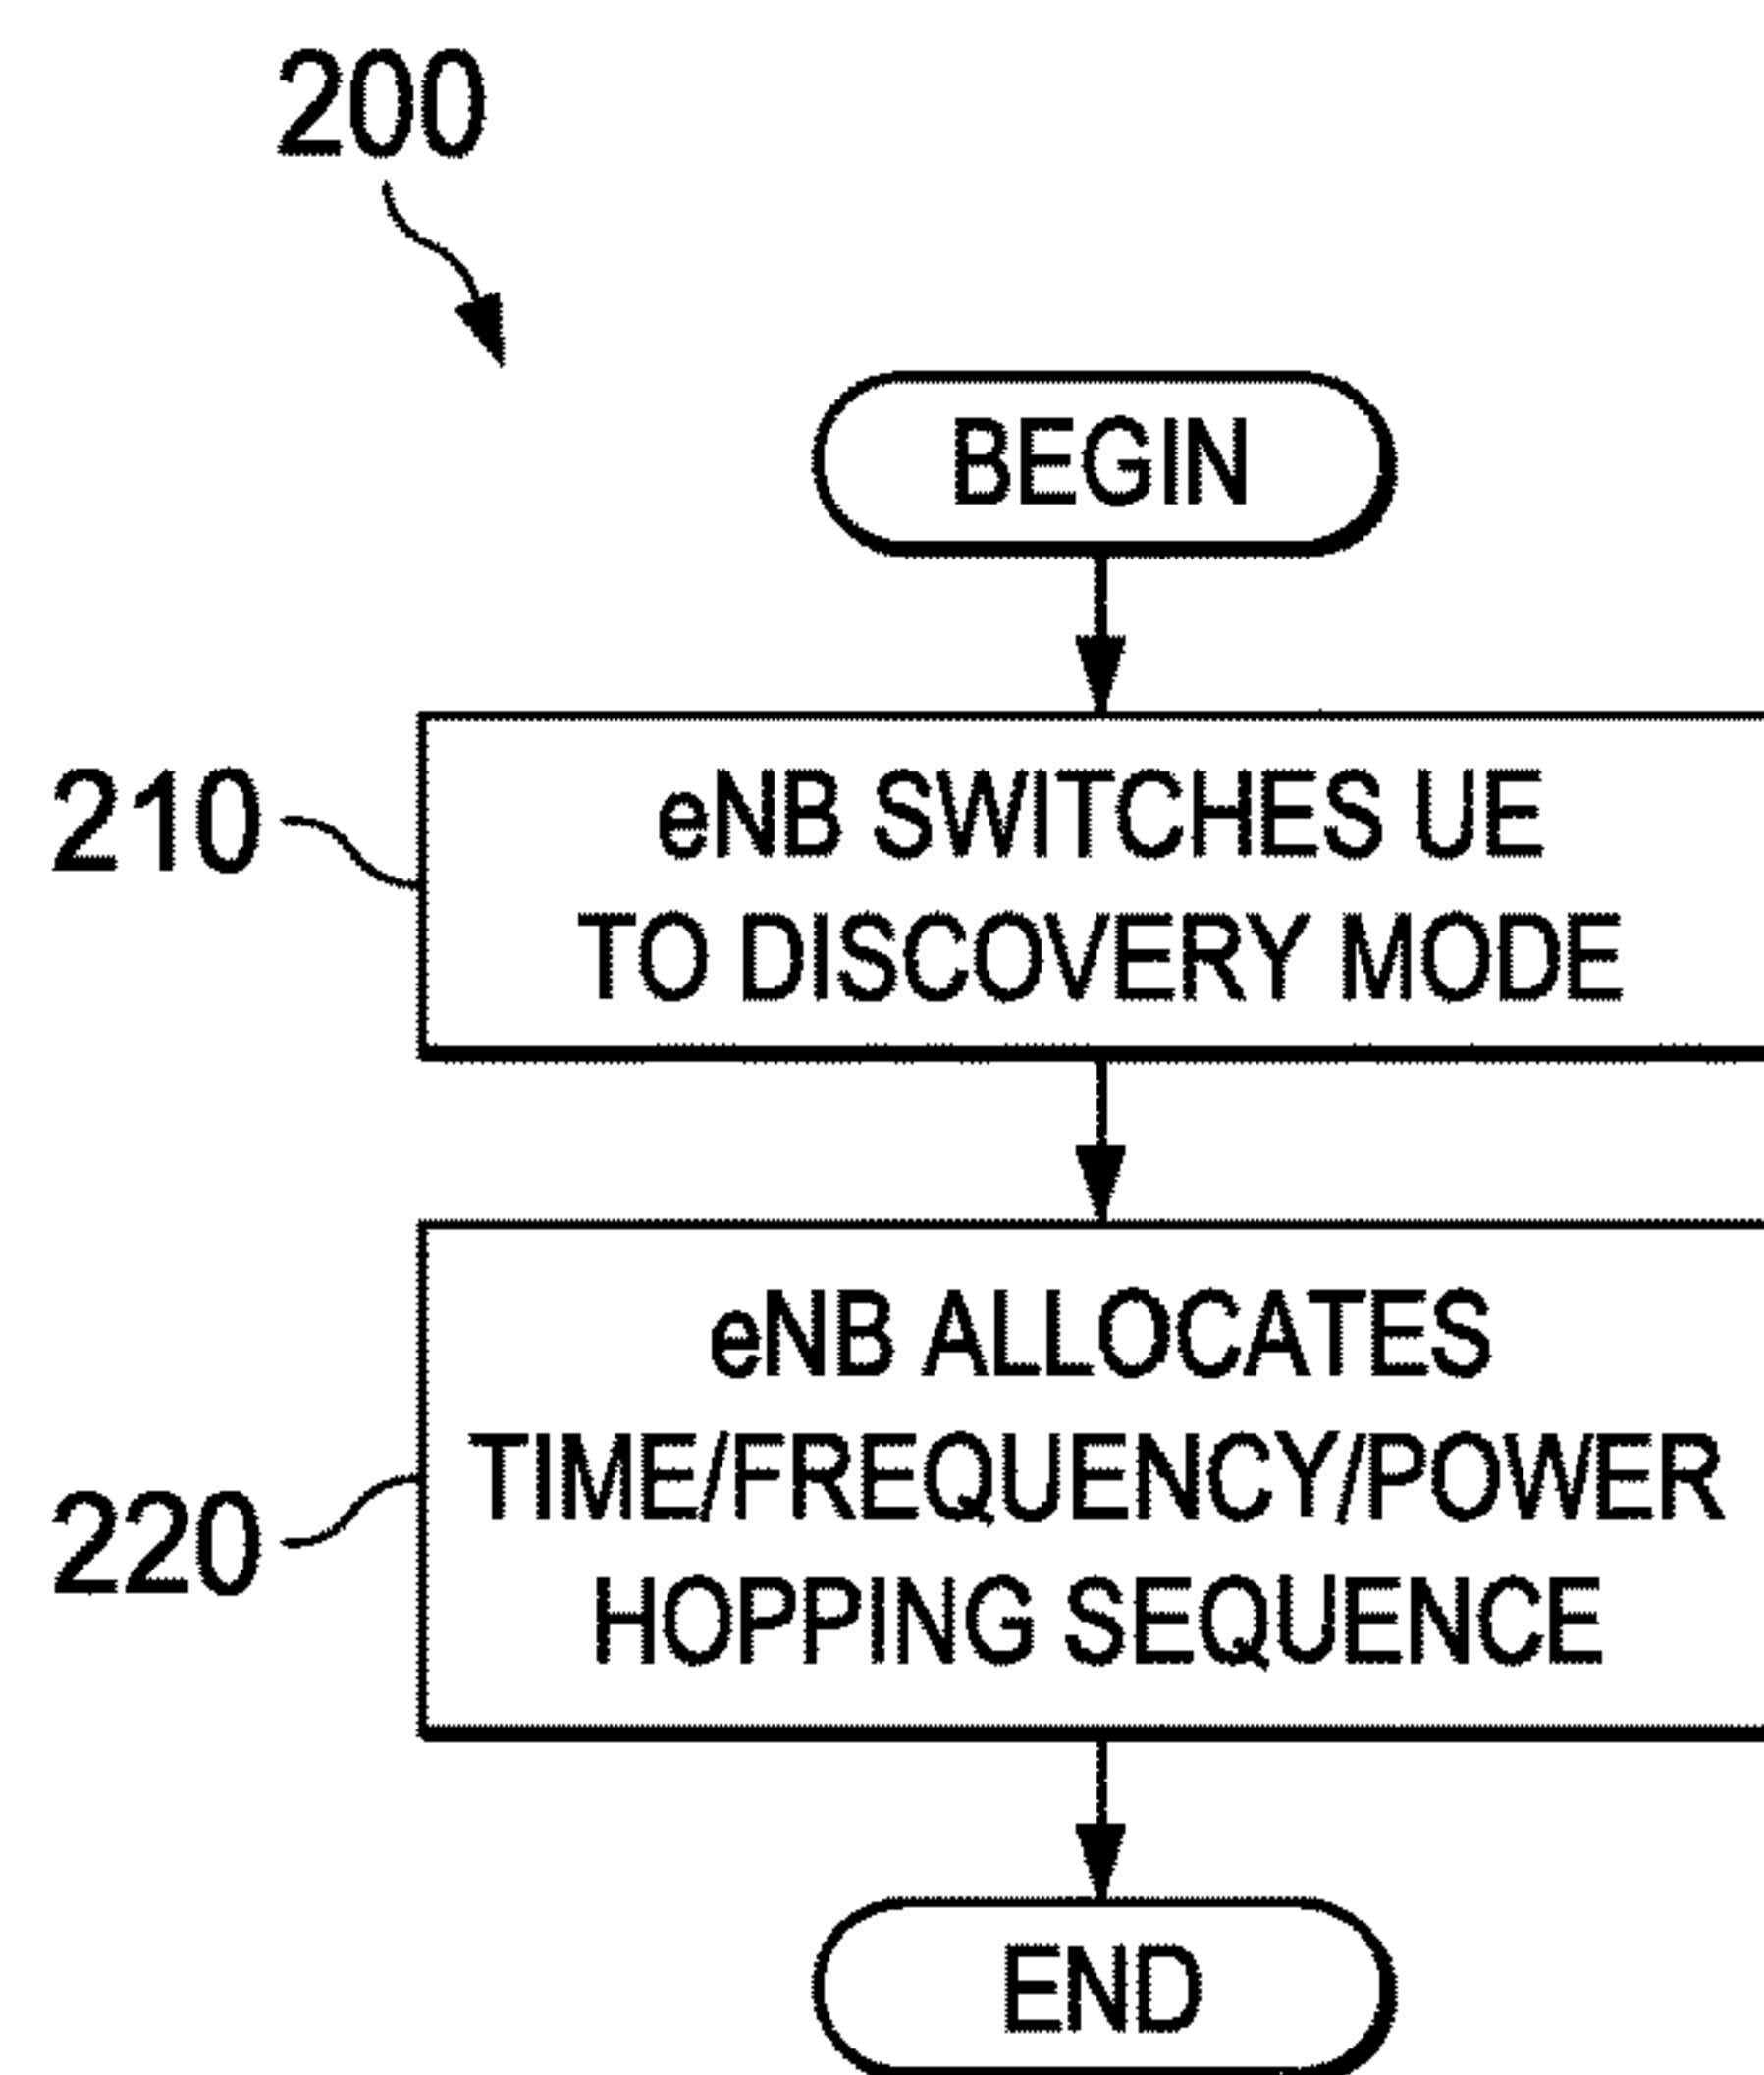 200
BEGIN
210
eNB SWITCHES UE
TO DISCOVERY MODE
220
eNB ALLOCATES
TIME/FREQUENCY/POWER
HOPPING SEQUENCE
END